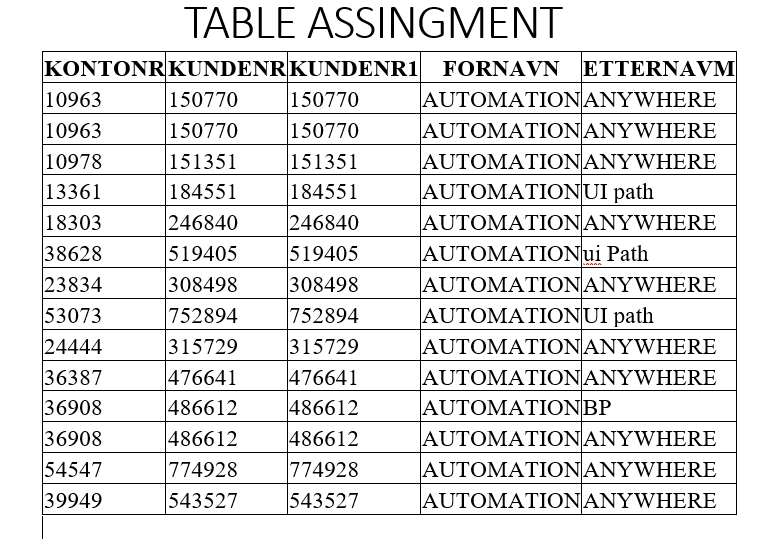 TABLE ASSINGMENT
KONTONR KUNDENR KUNDENR1 FORNAVN ETTERNAVM
10963 150770 150770 AUTOMATION ANYWHERE
10963 150770 150770 AUTOMATION ANYWHERE
10978 151351 151351 AUTOMATION ANYWHERE
13361 184551 184551 AUTOMATION UI path
18303 246840 246840 AUTOMATION ANYWHERE
38628 519405 519405 AUTOMATION ui Path
23834 308498 308498 AUTOMATION ANYWHERE
53073 752894 752894 AUTOMATION UI path
24444 315729 315729 AUTOMATION ANYWHERE
36387 476641 476641 AUTOMATION ANYWHERE
36908 486612 486612 AUTOMATION BP
36908 486612 486612 AUTOMATION ANYWHERE
54547 774928 774928 AUTOMATION ANYWHERE
39949 543527 543527 AUTOMATION ANYWHERE